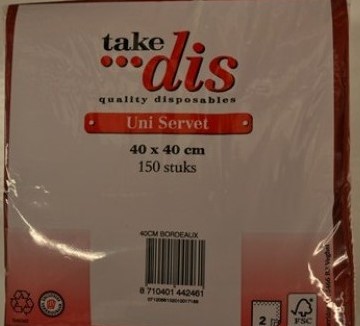 take
dis
quality disposables
Uni Servet
40 x 40 cm
150 stuks
40CM BORDEAUX
8 710401 442461
2
FSC